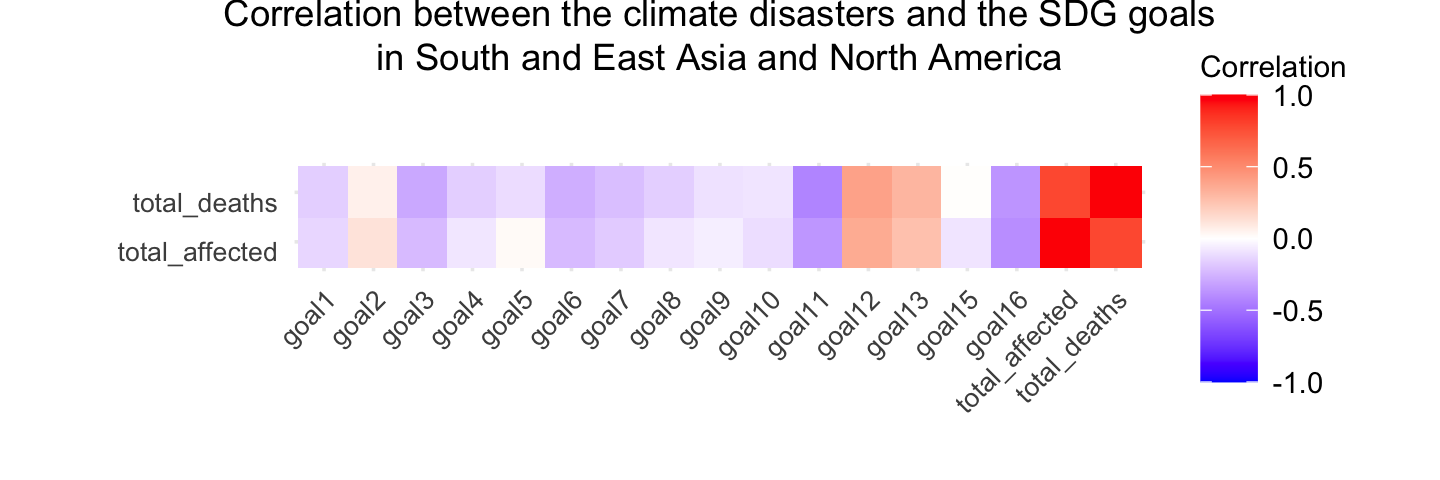 Correlation between the climate disasters and the SDG goals
in South and East Asia and North America
Correlation
1.0
0.5
0.0
-0.5
-1.0
total_deaths
total_affected
goal1
goal2
goal3
goal4
goal5
goal6
goal7
goal8
goal9
goal10
goal11
goal12
goal13
goal15
goal16
total_affected
total_deaths